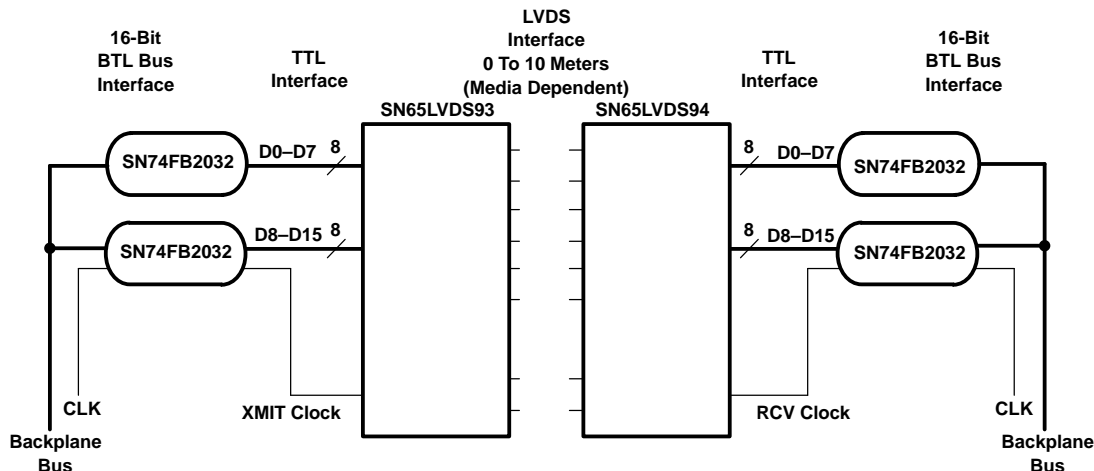 16-Bit
BTL Bus
Interface
TTL
Interface
LVDS
Interface
0 To 10 Meters
(Media Dependent)
TTL
Interface
16-Bit
BTL Bus
Interface
SN65LVDS93
SN65LVDS94
SN74FB2032
D0–D7
8
8
D0–D7
SN74FB2032
SN74FB2032
D8–D15
8
8
D8–D15
SN74FB2032
CLK
XMIT Clock
RCV Clock
CLK
Backplane
Bus
Backplane
Bus